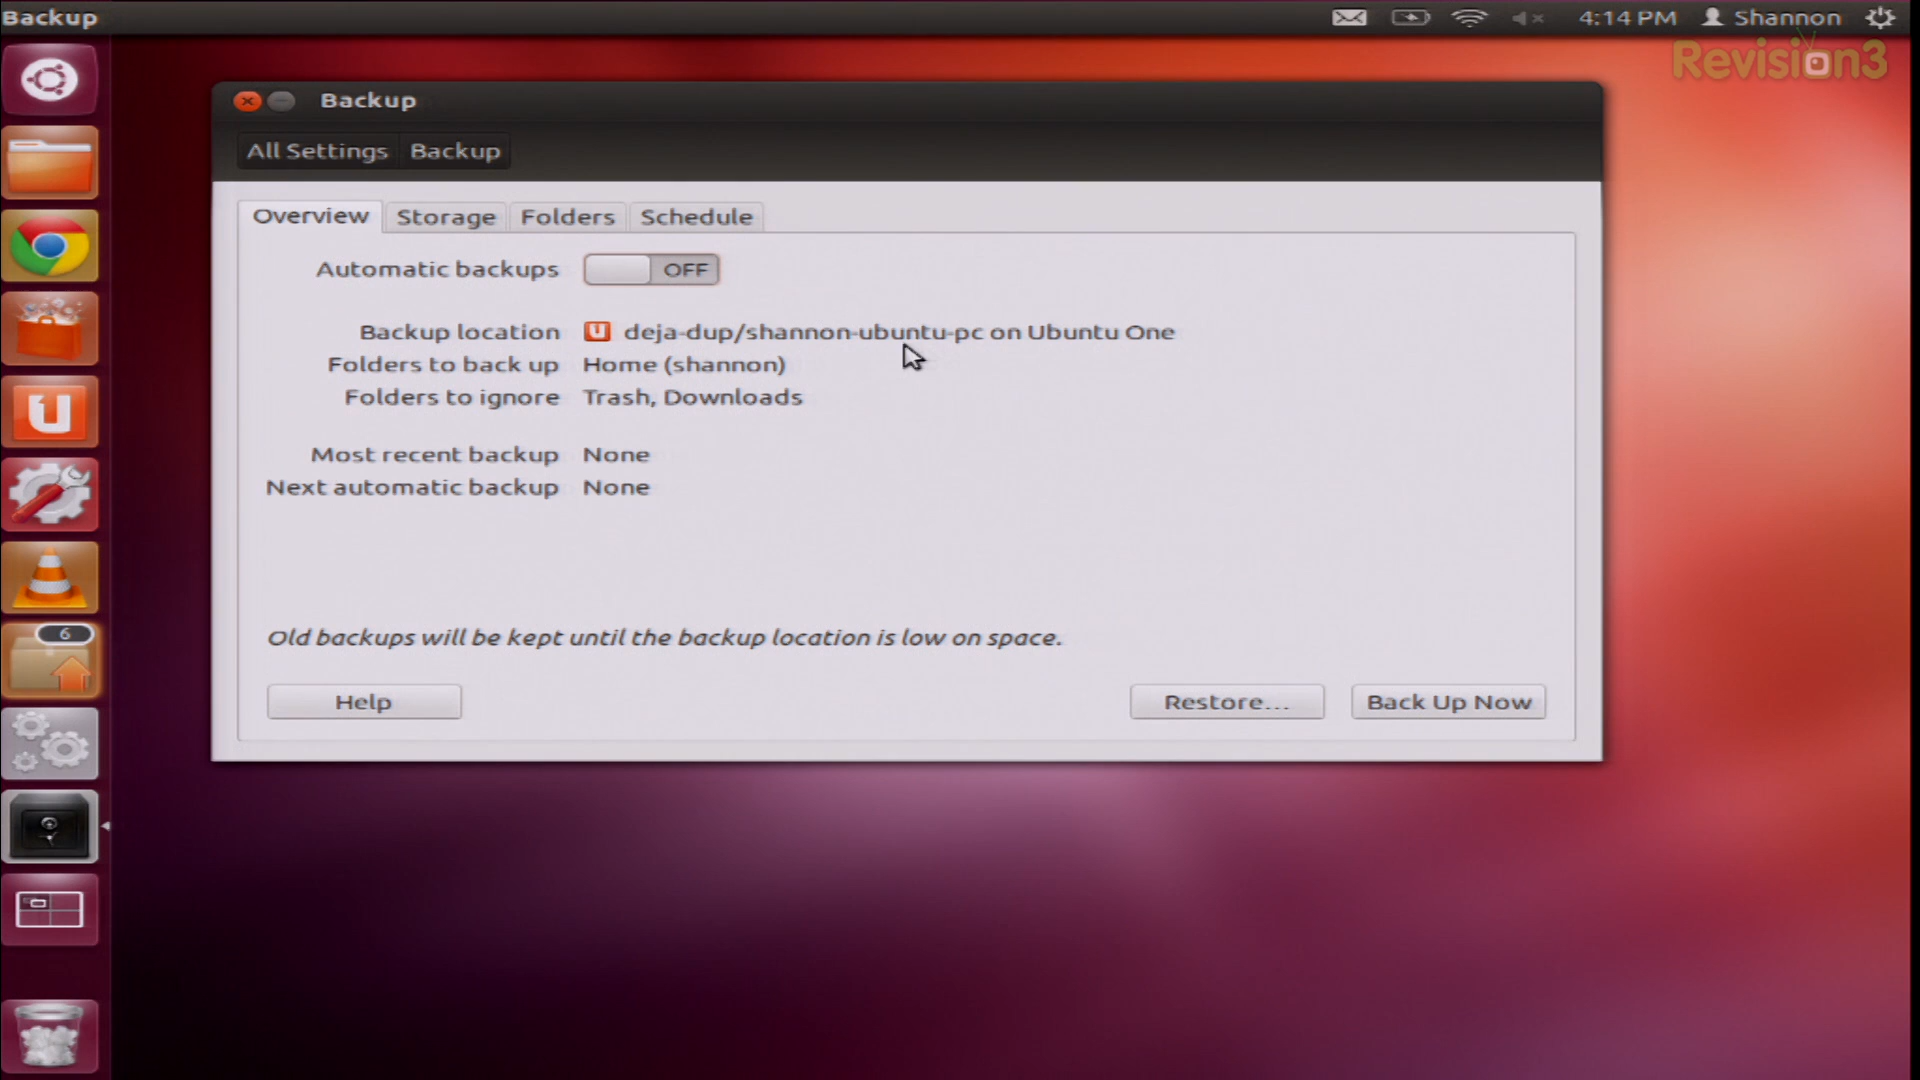 Backup
4:14 PM Shannon
Revision3
Backup
All Settings Backup
Overview Storage Folders Schedule
Automatic backups OFF
Backup location deja-dup/shannon-ubuntu-pc on Ubuntu One
Folders to back up Home (shannon)
Folders to ignore Trash, Downloads
Most recent backup None
Next automatic backup None
6
Old backups will be kept until the backup location is low on space.
Help Restore... Back Up Now